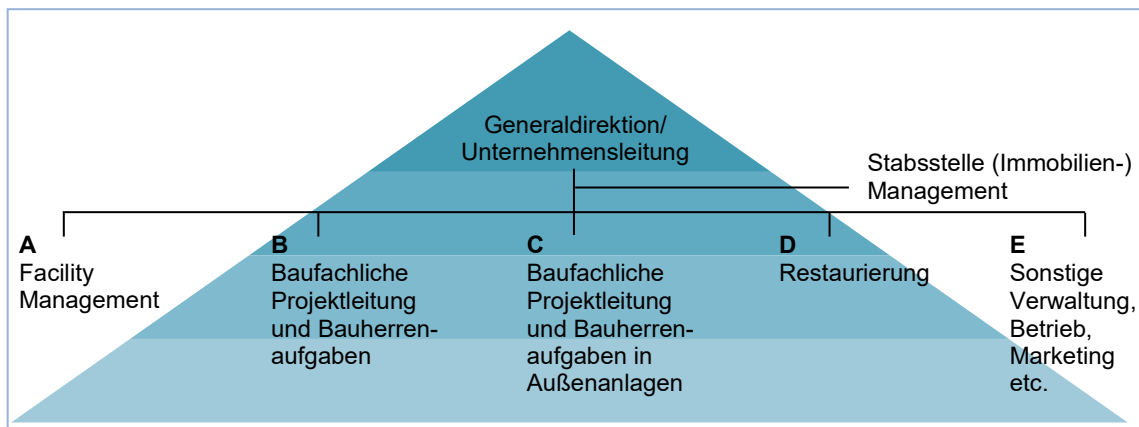 Generaldirektion/
Unternehmensleitung
Stabsstelle (Immobilien-)
Management
A
Facility
Management
B
Baufachliche
Projektleitung
und Bauherren-
aufgaben
C
Baufachliche
Projektleitung
und Bauherren-
aufgaben in
Außenanlagen
D
Restaurierung
E
Sonstige
Verwaltung,
Betrieb,
Marketing
etc.